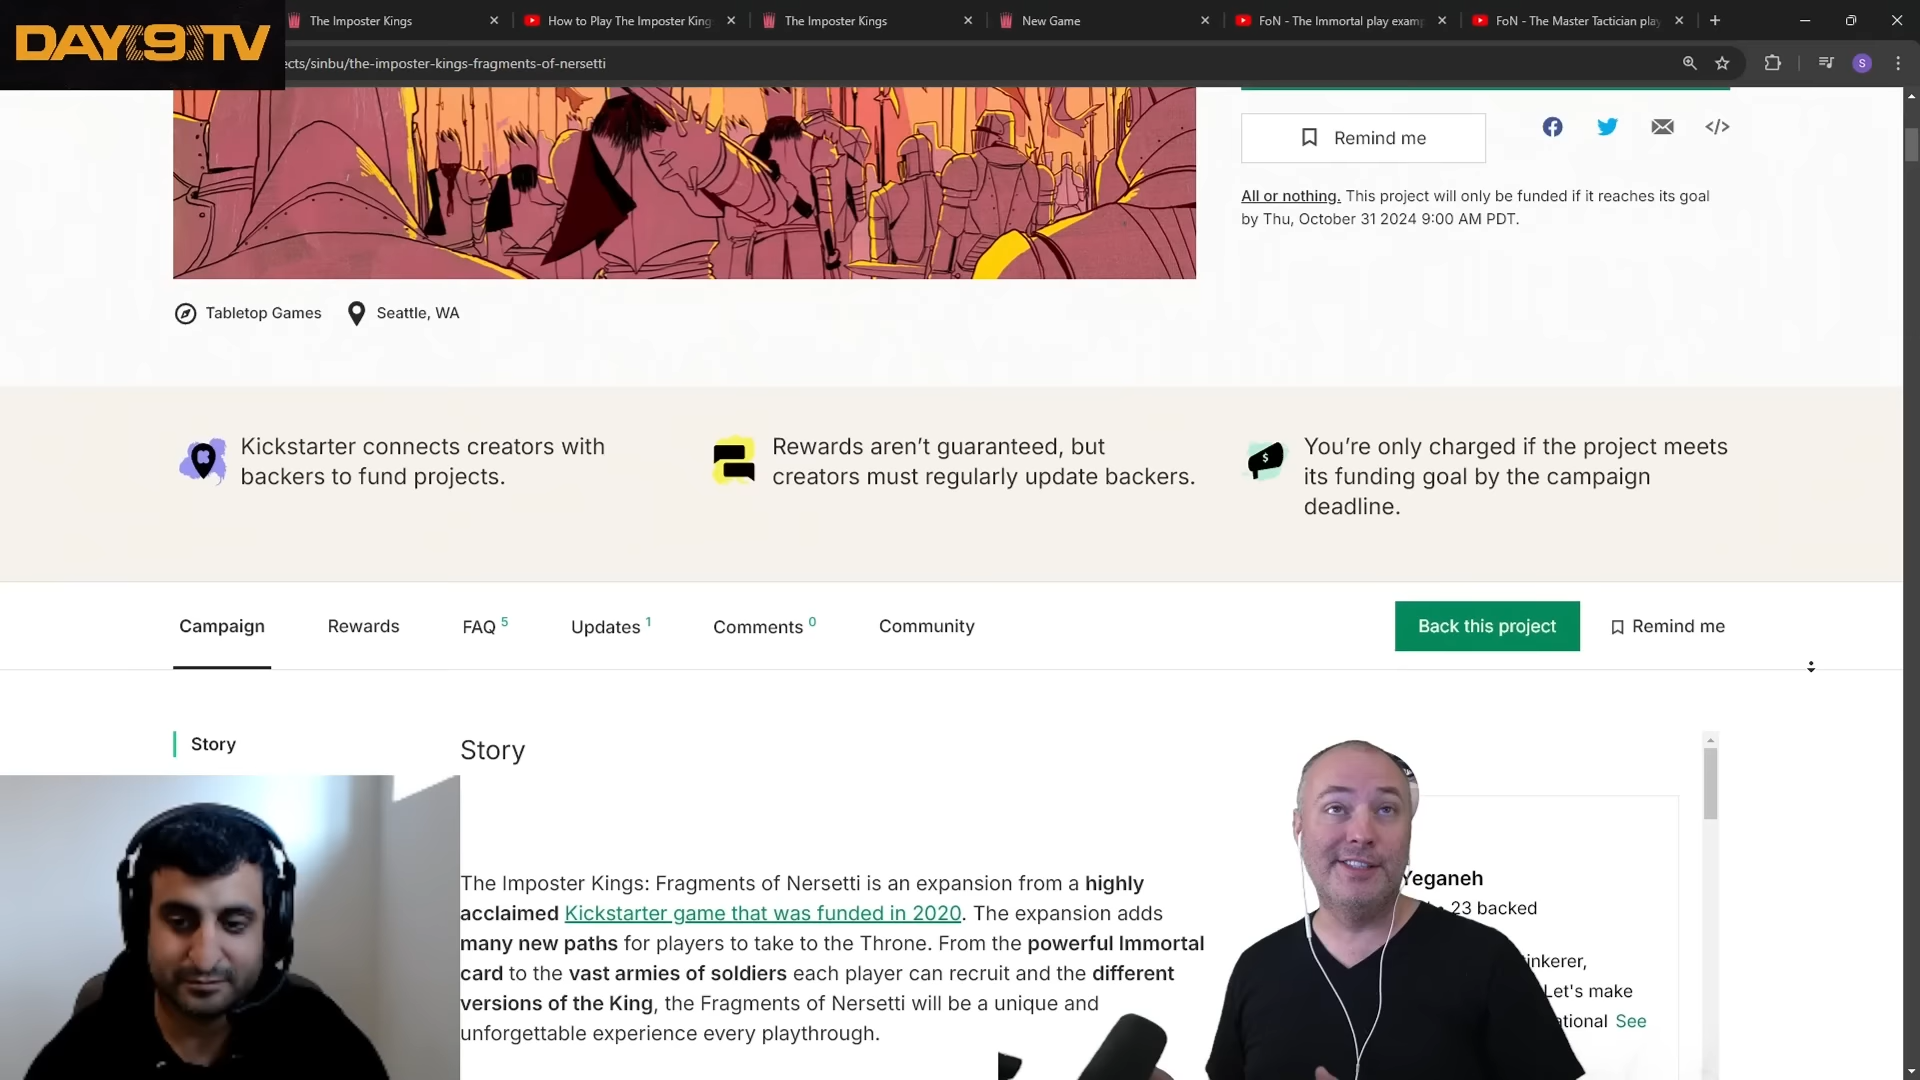 DAY[9]TV
The Imposter Kings
How to Play The Imposter King
The Imposter Kings
New Game
FoN - The Immortal play exam
FoN - The Master Tactician pla
ects/sinbu/the-imposter-kings-fragments-of-nersetti
S
Remind me
</>
All or nothing. This project will only be funded if it reaches its goal
by Thu, October 31 2024 9:00 AM PDT.
Tabletop Games
Seattle, WA
Kickstarter connects creators with
backers to fund projects.
Rewards aren’t guaranteed, but
creators must regularly update backers.
$
You’re only charged if the project meets
its funding goal by the campaign
deadline.
Campaign
Rewards
FAQ 5
Updates 1
Comments 0
Community
Back this project
Remind me
Story
Story
The Imposter Kings: Fragments of Nersetti is an expansion from a highly
acclaimed Kickstarter game that was funded in 2020. The expansion adds
many new paths for players to take to the Throne. From the powerful Immortal
card to the vast armies of soldiers each player can recruit and the different
versions of the King, the Fragments of Nersetti will be a unique and
unforgettable experience every playthrough.
Yeganeh
23 backed
inkerer,
Let's make
ational See